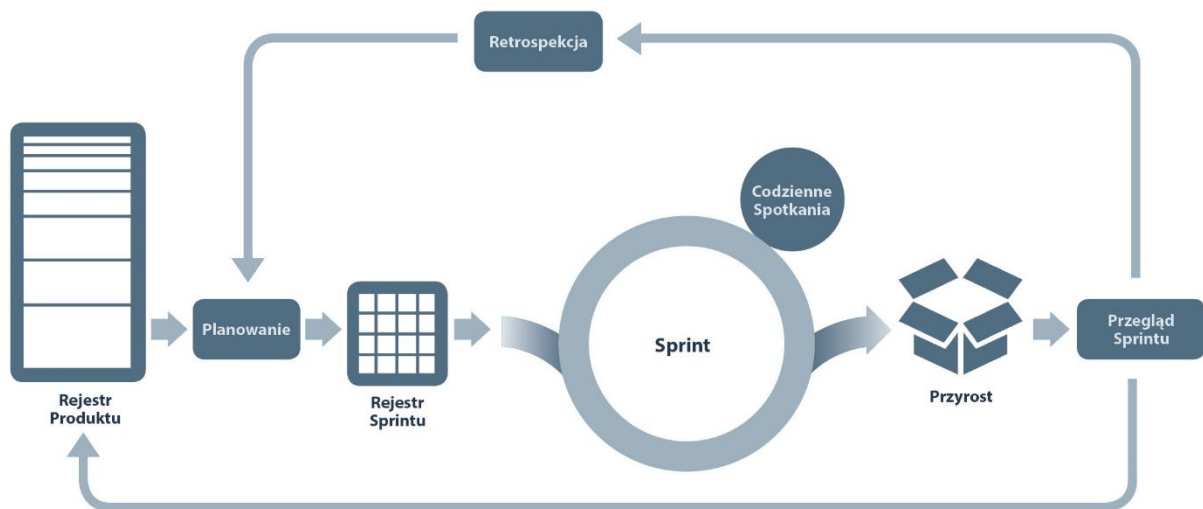 Retrospekcja
Codzienne
Spotkania
Planowanie
Sprint
Przegląd
Sprintu
Rejestr
Produktu
Rejestr
Sprintu
Przyrost